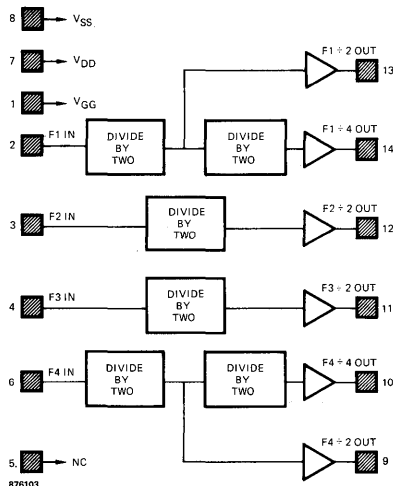 8 VSS
7 VDD
F1 ÷ 2 OUT
13
1 VGG
2 F1 IN
DIVIDE
BY
TWO
DIVIDE
BY
TWO
F1 ÷ 4 OUT
14
3 F2 IN
DIVIDE
BY
TWO
F2 ÷ 2 OUT
12
4 F3 IN
DIVIDE
BY
TWO
F3 ÷ 2 OUT
11
6 F4 IN
DIVIDE
BY
TWO
DIVIDE
BY
TWO
F4 ÷ 4 OUT
10
F4 ÷ 2 OUT
9
5. NC
876103